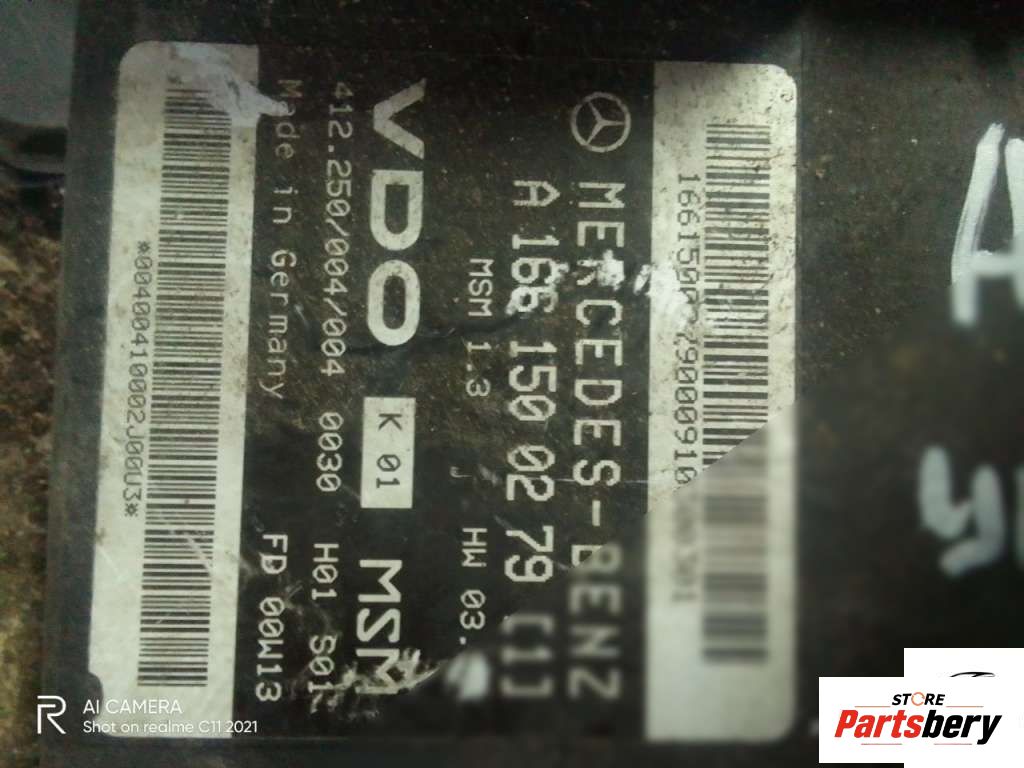 MERCEDES-BENZ
A 166 150 02 79 [1]
MSM 1.3 HW 03.
VDO K 01 MSM
412.250/004/004 0030 H01 S01
Made in Germany FD 00W13
*00400410002J00U3*
AI CAMERA
Shot on realme C11 2021
STORE
Partsbery